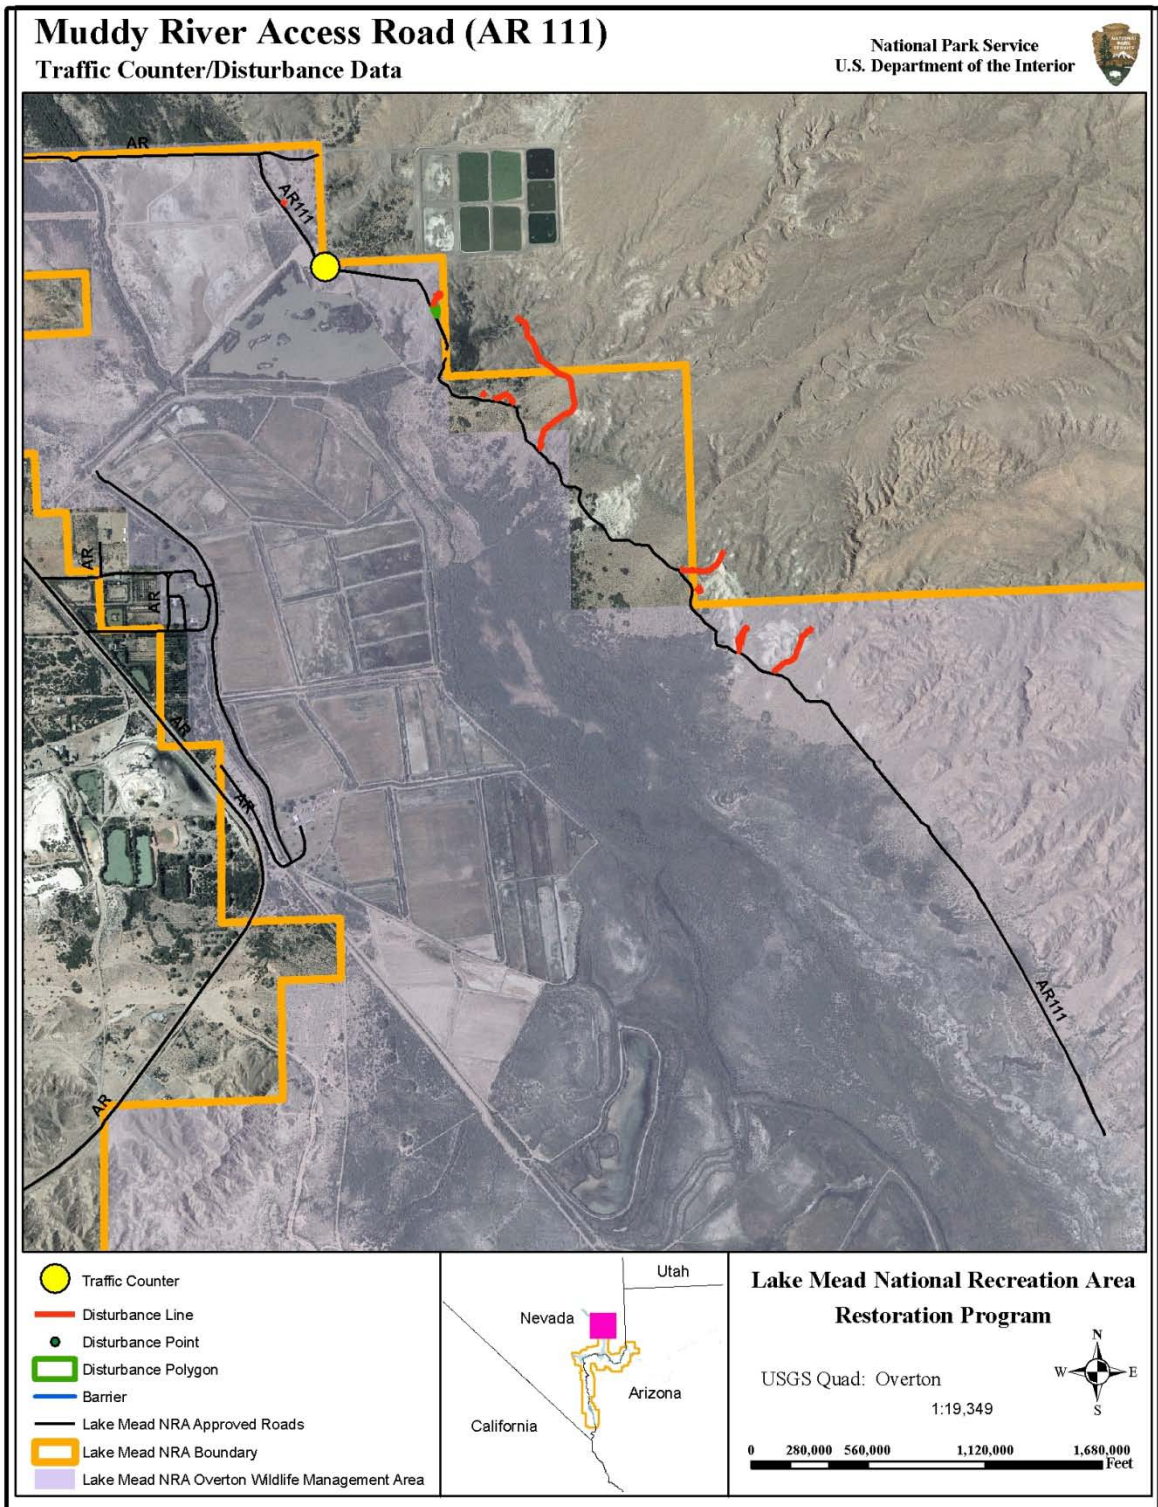 Muddy River Access Road (AR 111)
Traffic Counter/Disturbance Data
National Park Service
U.S. Department of the Interior
NATIONAL
PARK
SERVICE
AR
AR111
AR
AR
AR
AR
AR111
AR
Traffic Counter
Disturbance Line
Disturbance Point
Disturbance Polygon
Barrier
Lake Mead NRA Approved Roads
Lake Mead NRA Boundary
Lake Mead NRA Overton Wildlife Management Area
Utah
Nevada
Arizona
California
Lake Mead National Recreation Area
Restoration Program
N
W E
S
USGS Quad: Overton
1:19,349
0 280,000 560,000 1,120,000 1,680,000
Feet